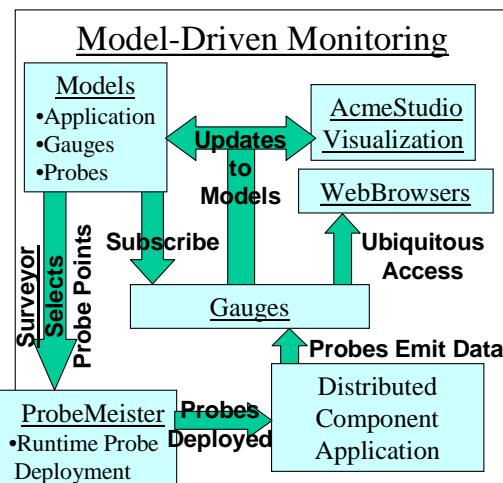 Model-Driven Monitoring
Models
•Application
•Gauges
•Probes
AcmeStudio
Visualization
Updates
to
Models
WebBrowsers
Subscribe
Ubiquitous
Access
Surveyor
Selects
Probe Points
Gauges
Probes Emit Data
ProbeMeister
•Runtime Probe
Deployment
Probes
Deployed
Distributed
Component
Application